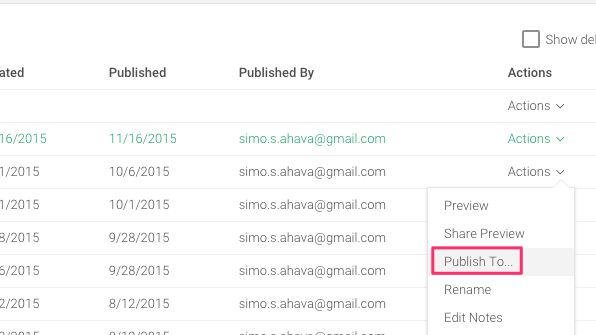 Show del
ated Published Published By Actions
Actions
16/2015 11/16/2015 simo.s.ahava@gmail.com Actions
1/2015 10/6/2015 simo.s.ahava@gmail.com Actions
1/2015 10/1/2015 simo.s.ahava@gmail.com
Preview
8/2015 9/28/2015 simo.s.ahava@gmail.com
Share Preview
6/2015 9/28/2015 simo.s.ahava@gmail.com
Publish To...
2/2015 8/12/2015 simo.s.ahava@gmail.com
Rename
Edit Notes